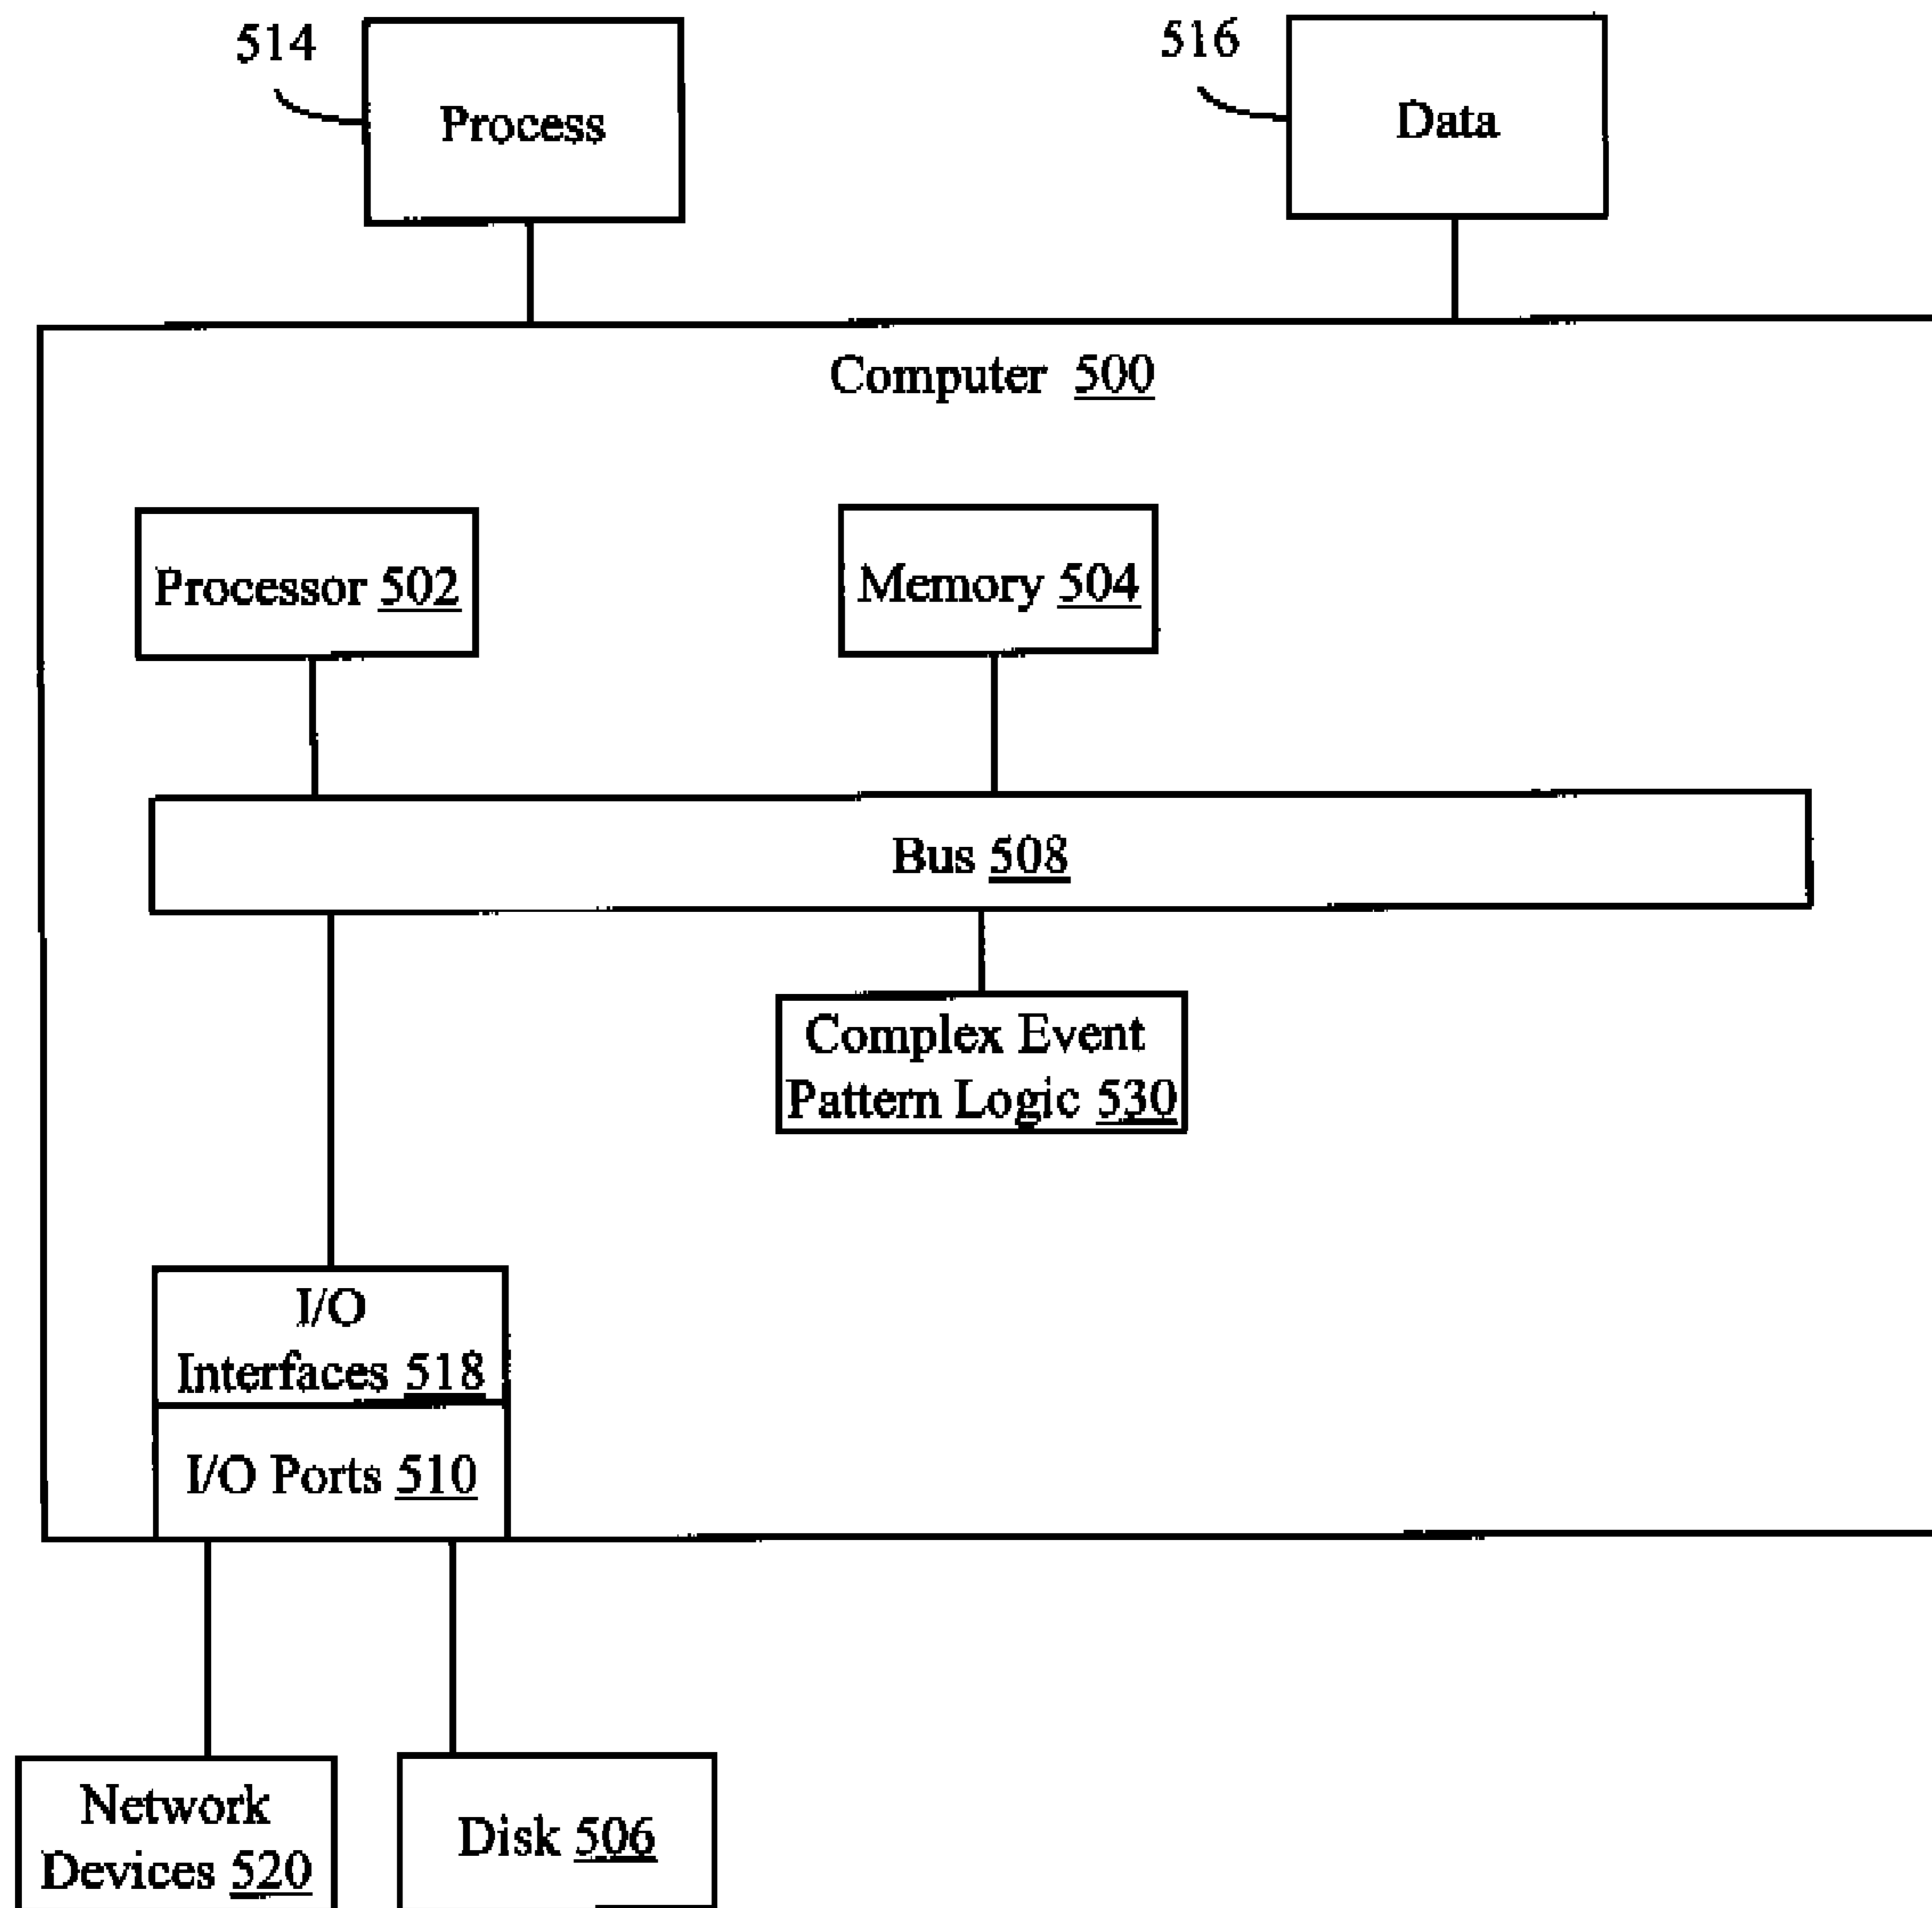 514
Process
516
Data
Computer 500
Processor 502
Memory 504
Bus 508
Complex Event
Pattern Logic 530
I/O
Interfaces 518
I/O Ports 510
Network
Devices 520
Disk 506